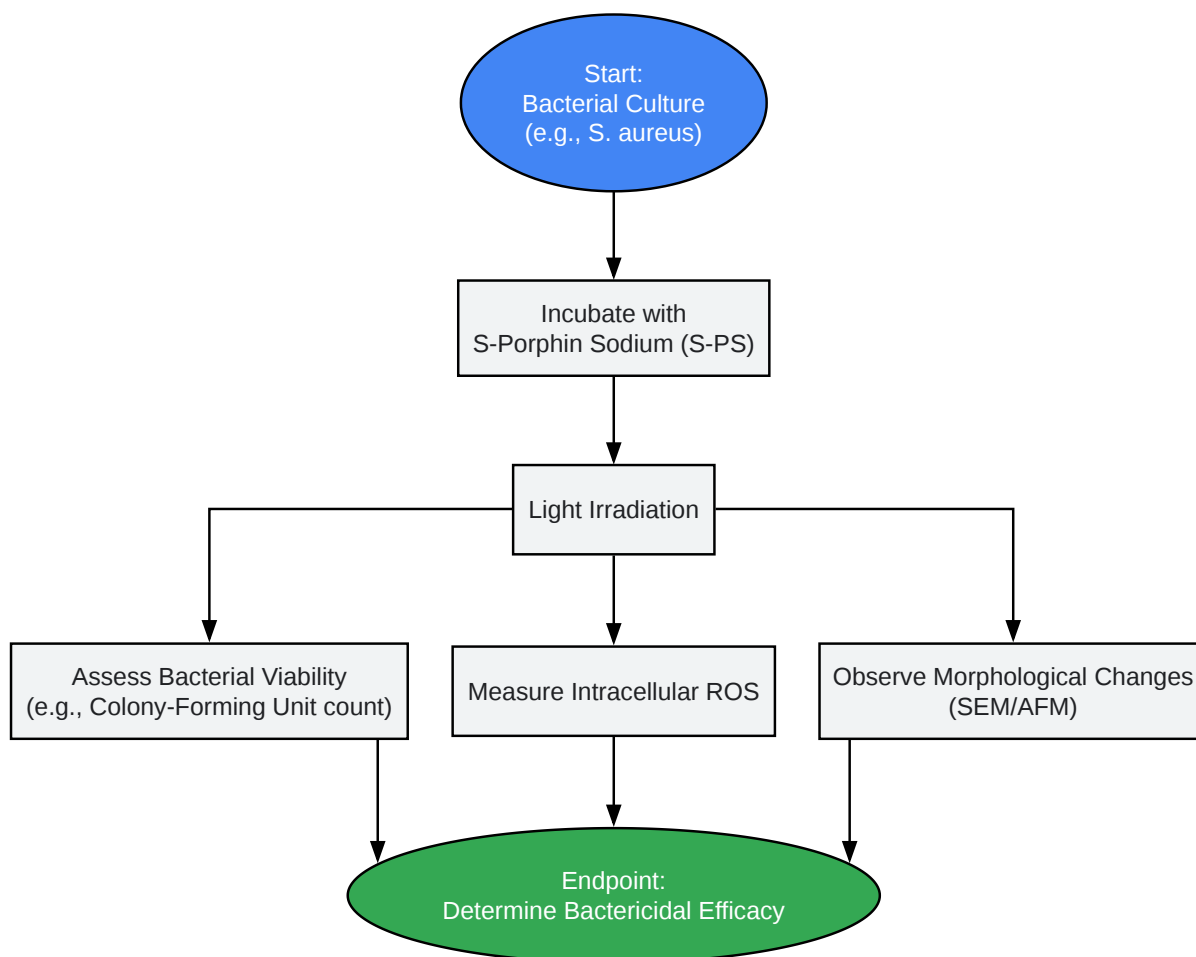 Start:
Bacterial Culture
(e.g., S. aureus)
Incubate with
S-Porphin Sodium (S-PS)
Light Irradiation
Assess Bacterial Viability
(e.g., Colony-Forming Unit count)
Measure Intracellular ROS
Observe Morphological Changes
(SEM/AFM)
Endpoint:
Determine Bactericidal Efficacy